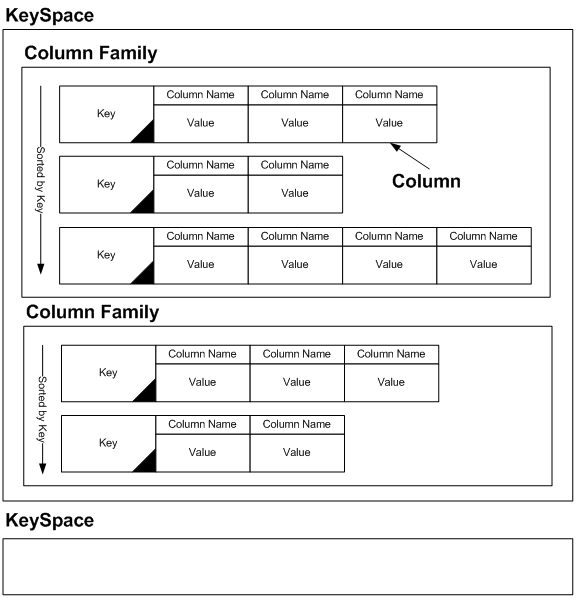 KeySpace
Column Family
Sorted by Key
Key Column Name Column Name Column Name
Value Value Value
Column
Key Column Name Column Name
Value Value
Key Column Name Column Name Column Name Column Name
Value Value Value Value
Column Family
Sorted by Key
Key Column Name Column Name Column Name
Value Value Value
Key Column Name Column Name
Value Value
KeySpace